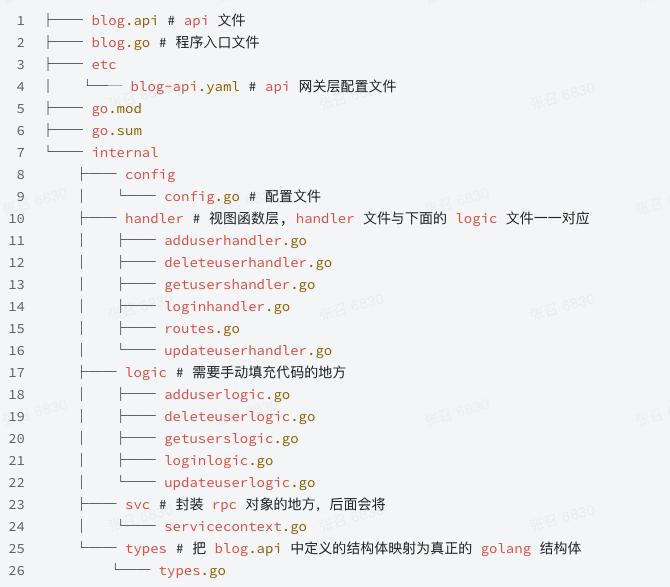 1 ├──── blog.api # api 文件
2 ├──── blog.go # 程序入口文件
3 ├──── etc
4 │    └──── blog-api.yaml # api 网关层配置文件
5 ├──── go.mod
6 ├──── go.sum
7 └──── internal
8     ├──── config
9     │    └──── config.go # 配置文件
10     ├──── handler # 视图函数层, handler 文件与下面的 logic 文件一一对应
11     │    ├──── adduserhandler.go
12     │    ├──── deleteuserhandler.go
13     │    ├──── getusershandler.go
14     │    ├──── loginhandler.go
15     │    ├──── routes.go
16     │    └──── updateuserhandler.go
17     ├──── logic # 需要手动填充代码的地方
18     │    ├──── adduserlogic.go
19     │    ├──── deleteuserlogic.go
20     │    ├──── getuserslogic.go
21     │    ├──── loginlogic.go
22     │    └──── updateuserlogic.go
23     ├──── svc # 封装 rpc 对象的地方，后面会将
24     │    └──── servicecontext.go
25     └──── types # 把 blog.api 中定义的结构体映射为真正的 golang 结构体
26         └──── types.go
张召 6830